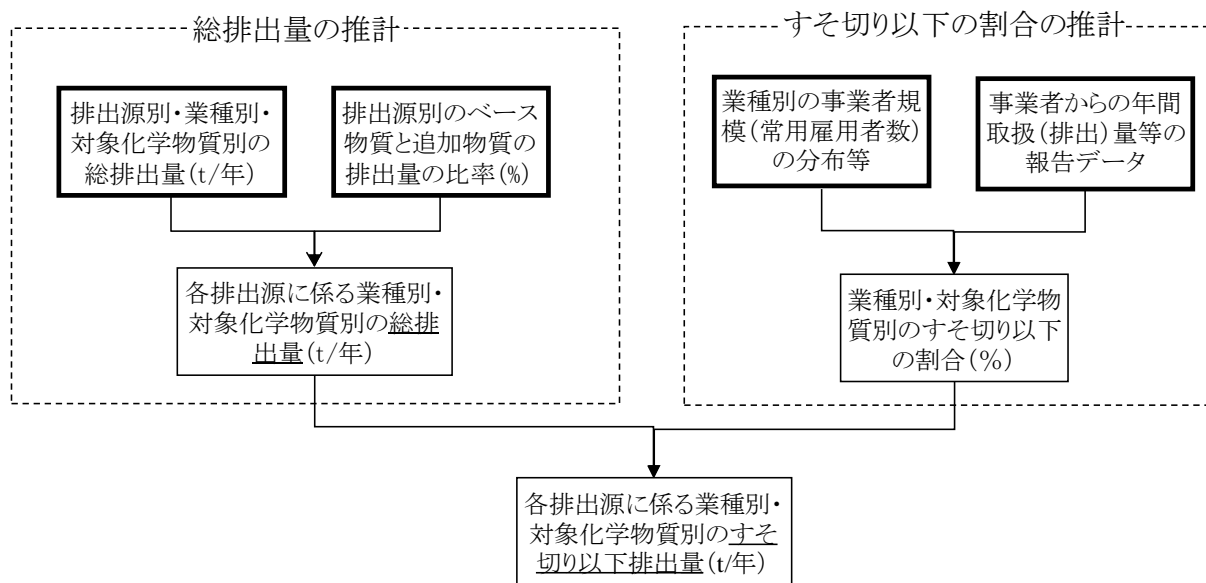 総排出量の推計
排出源別・業種別・
対象化学物質別の
総排出量(t/年)
排出源別のベース
物質と追加物質の
排出量の比率(%)
各排出源に係る業種別・
対象化学物質別の総排
出量(t/年)
すそ切り以下の割合の推計
業種別の事業者規
模(常用雇用者数)
の分布等
事業者からの年間
取扱(排出)量等の
報告データ
業種別・対象化学物
質別のすそ切り以下
の割合(%)
各排出源に係る業種別・
対象化学物質別のすそ
切り以下排出量(t/年)